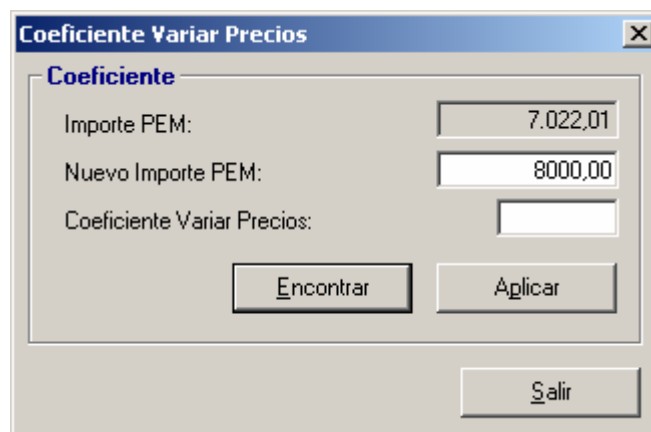 Coeficiente Variar Precios
Coeficiente
Importe PEM: 7.022,01
Nuevo Importe PEM: 8000,00
Coeficiente Variar Precios:
Encontrar Aplicar
Salir